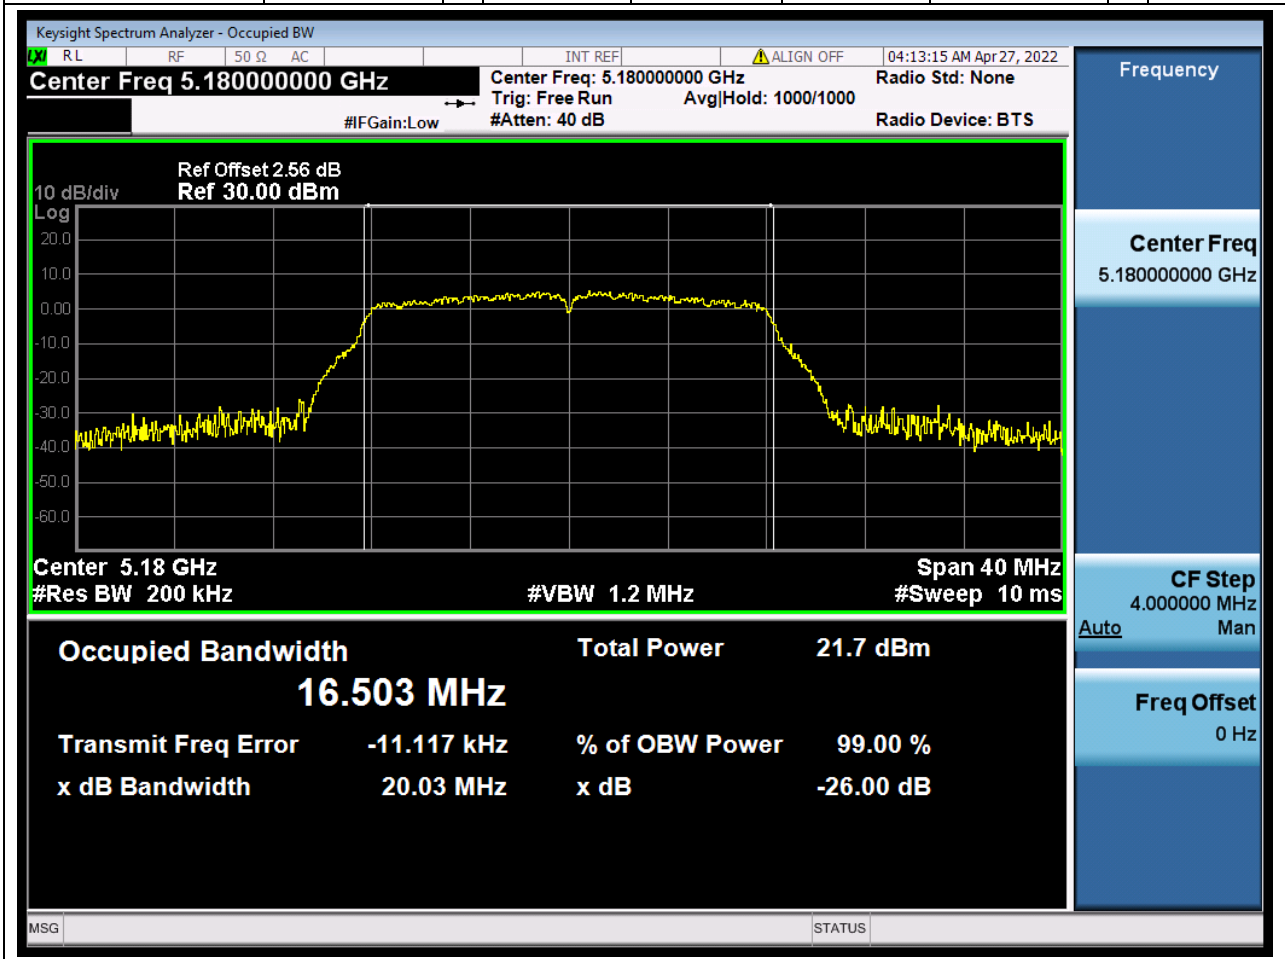 Keysight Spectrum Analyzer - Occupied BW
LXI RL RF 50 Ω AC INT REF ALIGN OFF 04:13:15 AM Apr 27, 2022
Center Freq 5.180000000 GHz
Center Freq: 5.180000000 GHz
Radio Std: None
Trig: Free Run Avg|Hold: 1000/1000
#IFGain:Low #Atten: 40 dB Radio Device: BTS
Ref Offset 2.56 dB
10 dB/div Ref 30.00 dBm
Log
20.0
10.0
0.00
-10.0
-20.0
-30.0
-40.0
-50.0
-60.0
Center 5.18 GHz Span 40 MHz
#Res BW 200 kHz #VBW 1.2 MHz #Sweep 10 ms
Occupied Bandwidth Total Power 21.7 dBm
16.503 MHz
Transmit Freq Error -11.117 kHz % of OBW Power 99.00 %
x dB Bandwidth 20.03 MHz x dB -26.00 dB
MSG STATUS
Frequency
Center Freq
5.180000000 GHz
CF Step
4.000000 MHz
Auto Man
Freq Offset
0 Hz